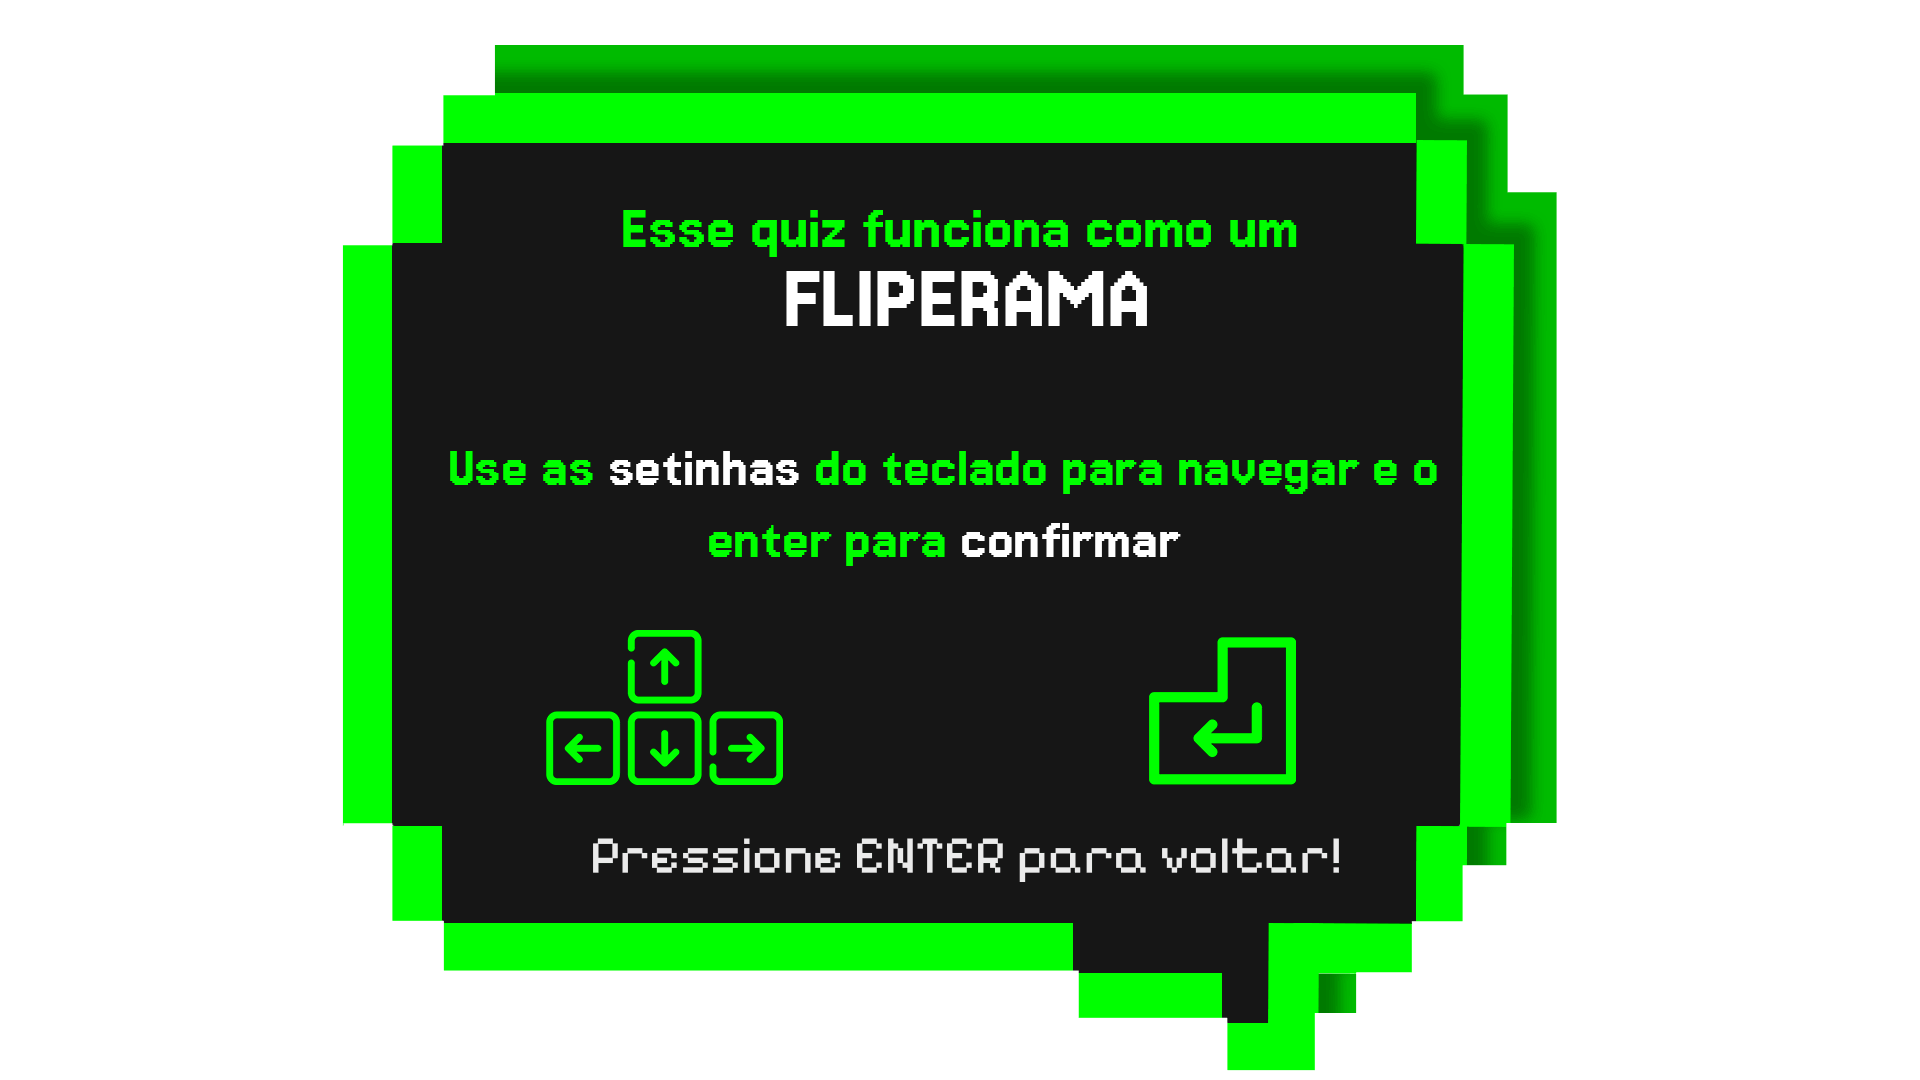 Esse quiz funciona como um
FLIPERAMA
Use as setinhas do teclado para navegar e o
enter para confirmar
Pressione ENTER para voltar!